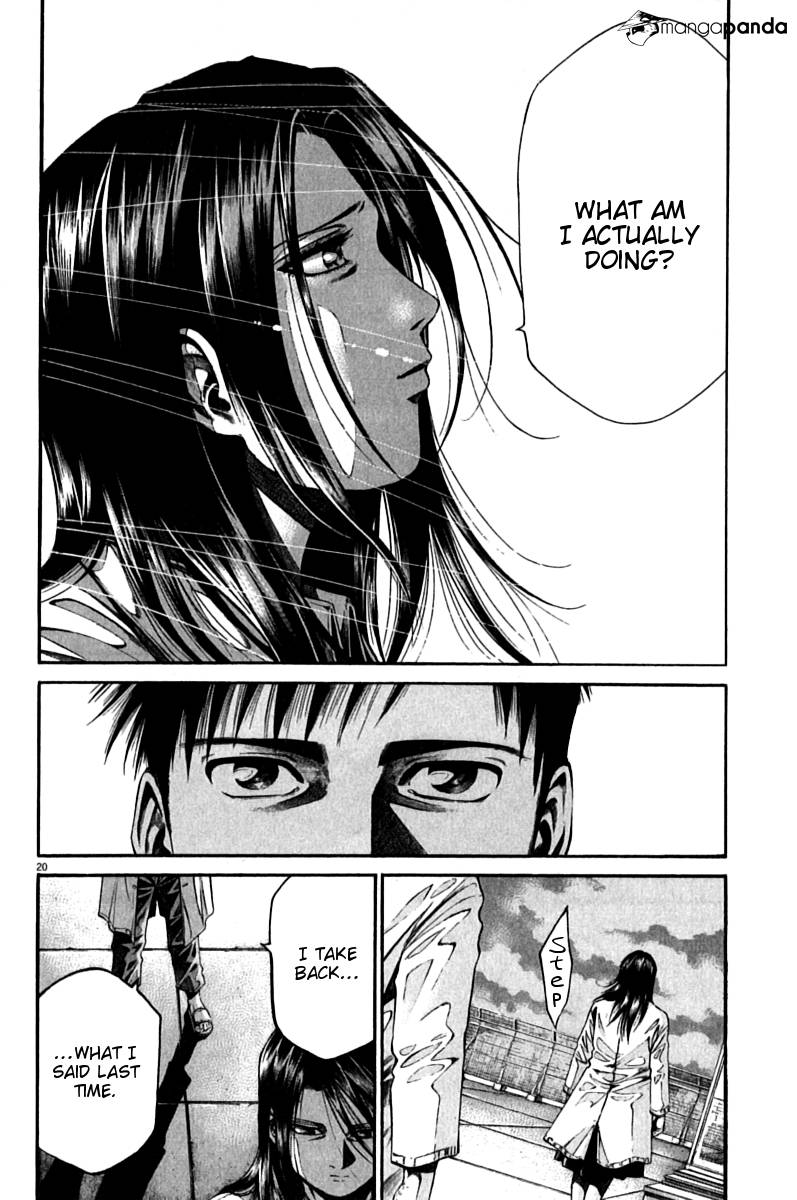 mangapanda
WHAT AM
I ACTUALLY
DOING?
20
Step
I TAKE
BACK...
...WHAT I
SAID LAST
TIME.